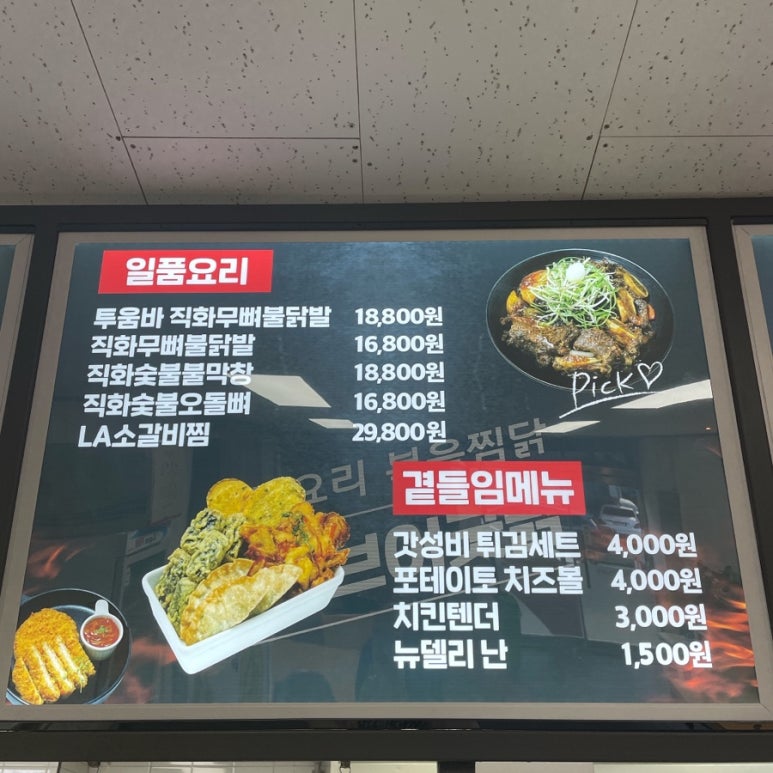 일품요리
투움바 직화무뼈불닭발 18,800원
직화무뼈불닭발 16,800원
직화숯불불막창 18,800원
직화숯불오돌뼈 16,800원
LA소갈비찜 29,800원
Pick♡
요리 볶음찜닭
곁들임메뉴
갓성비 튀김세트 4,000원
포테이토 치즈볼 4,000원
치킨텐더 3,000원
뉴델리 난 1,500원